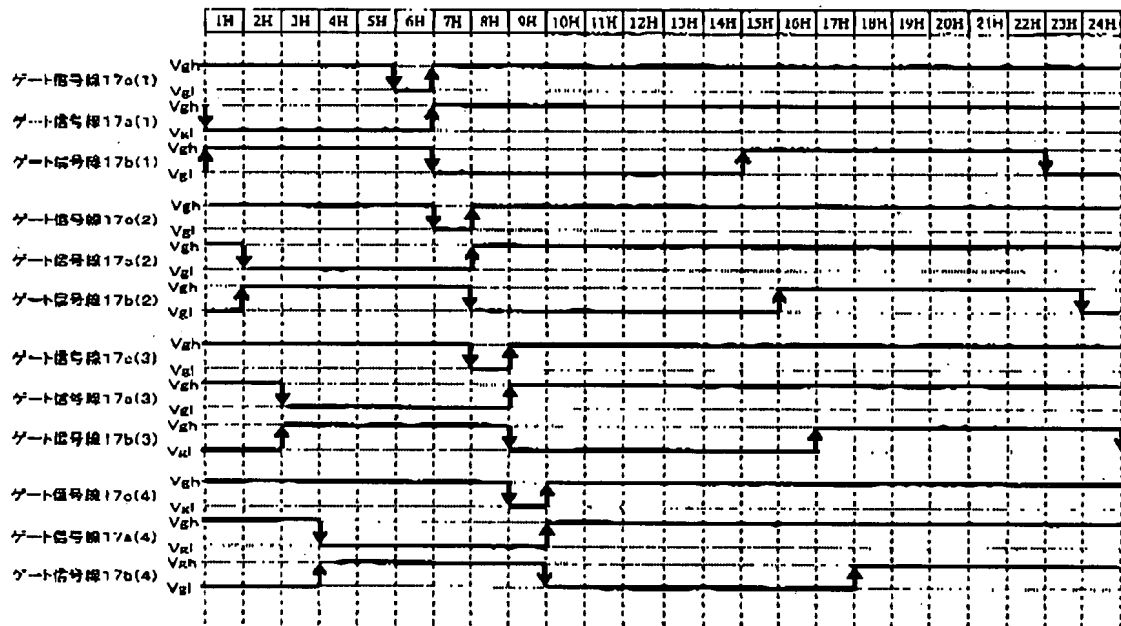 1H 2H 3H 4H 5H 6H 7H 8H 9H 10H 11H 12H 13H 14H 15H 16H 17H 18H 19H 20H 21H 22H 23H 24H
Vgh
ゲート信号線17c(1)
Vgl
Vgh
ゲート信号線17a(1)
Vgl
Vgh
ゲート信号線17b(1)
Vgl
Vgh
ゲート信号線17c(2)
Vgl
Vgh
ゲート信号線17a(2)
Vgl
Vgh
ゲート信号線17b(2)
Vgl
Vgh
ゲート信号線17c(3)
Vgl
Vgh
ゲート信号線17a(3)
Vgl
Vgh
ゲート信号線17b(3)
Vgl
Vgh
ゲート信号線17c(4)
Vgl
Vgh
ゲート信号線17a(4)
Vgl
Vgh
ゲート信号線17b(4)
Vgl